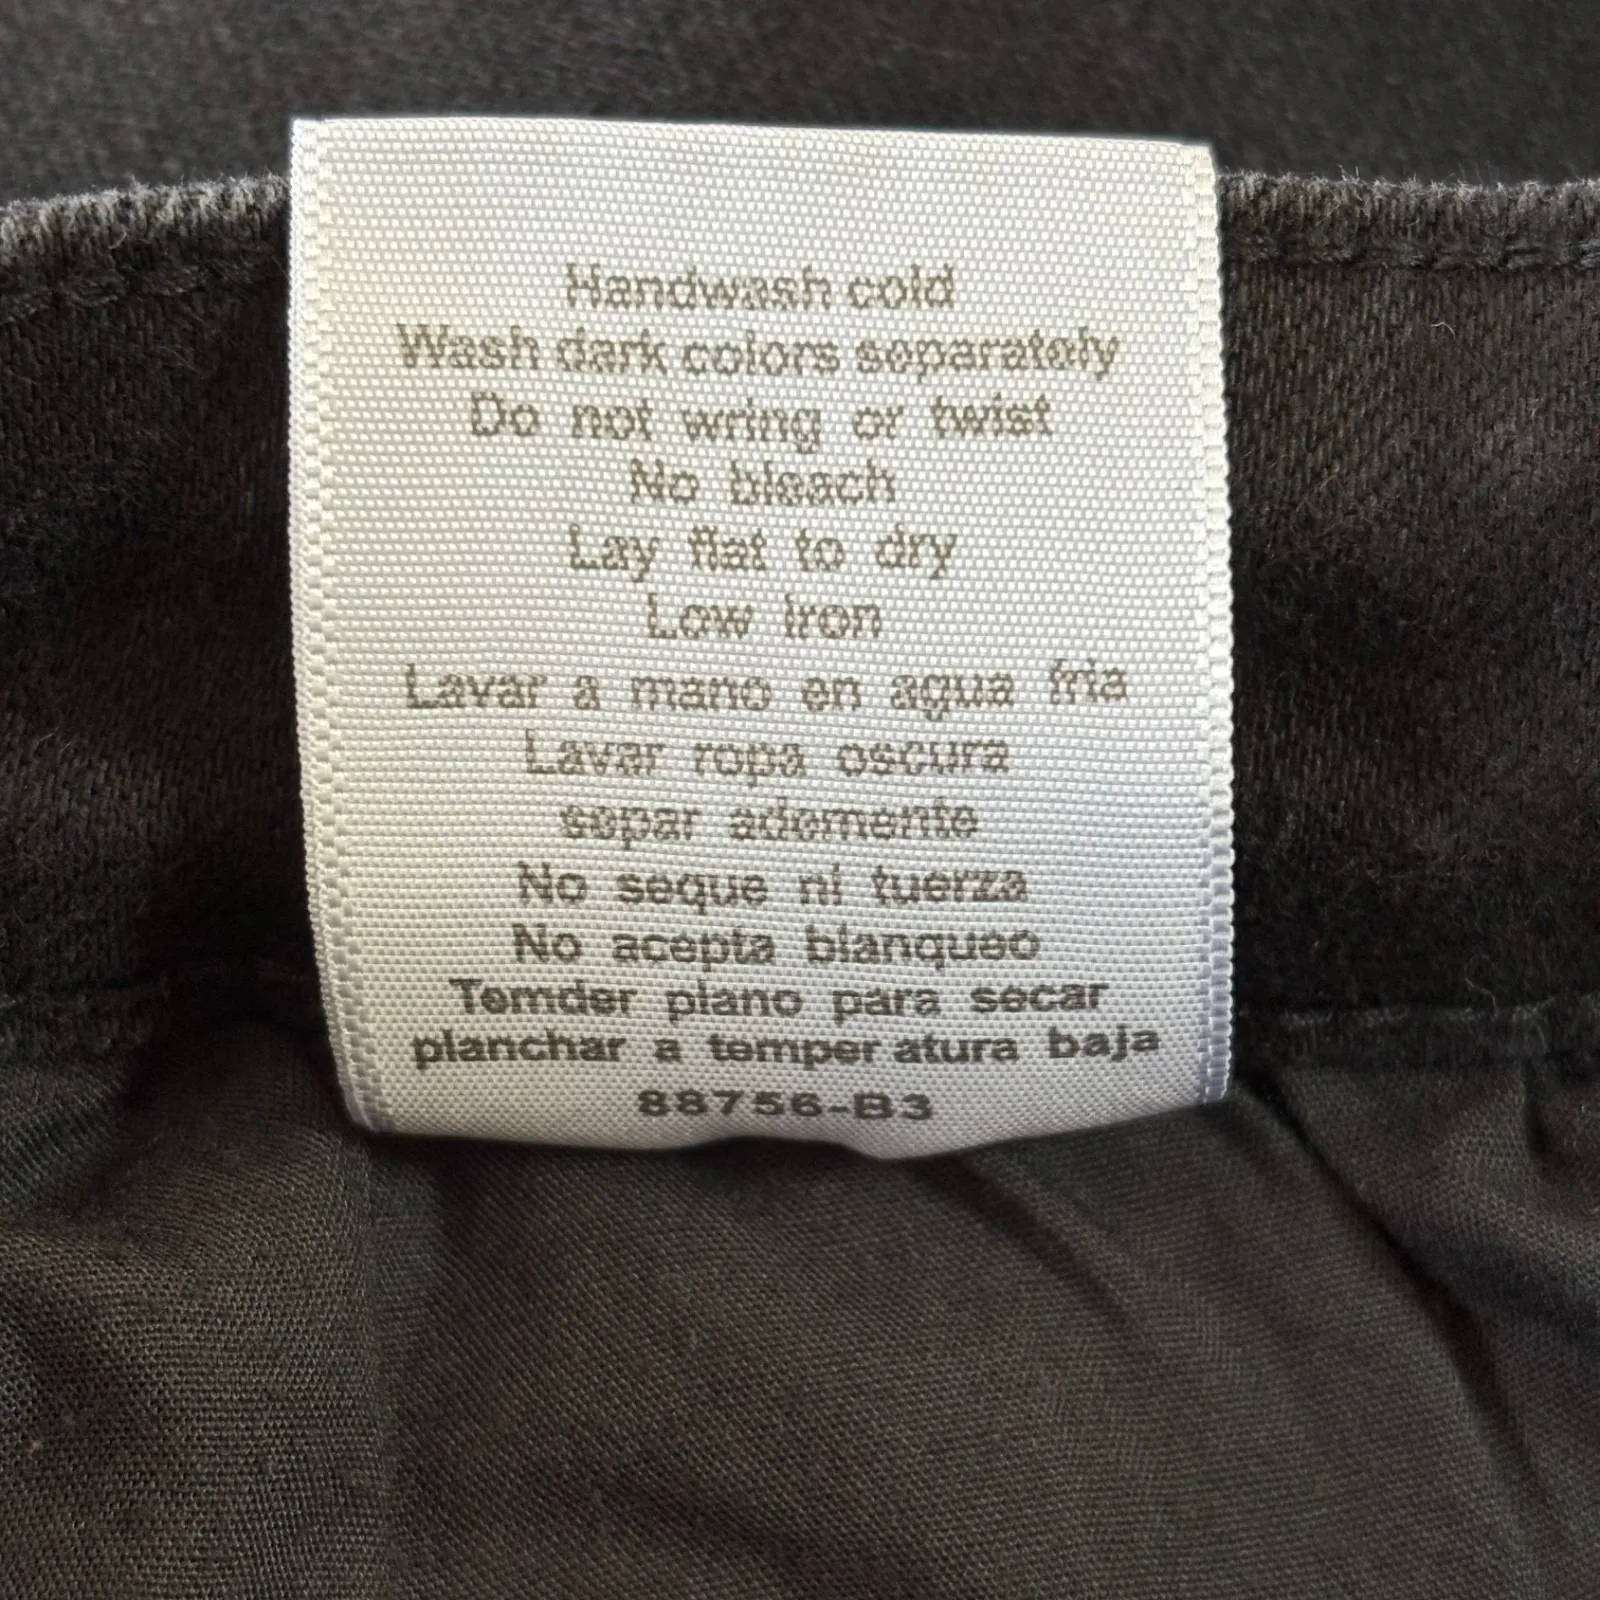 Handwash cold
Wash dark colors separately
Do not wring or twist
No bleach
Lay flat to dry
Low iron
Lavar a mano en agua fria
Lavar ropa oscura
separ ademente
No seque ni tuerza
No acepta blanqueo
Temder plano para secar
planchar a temper atura baja
88756-B3